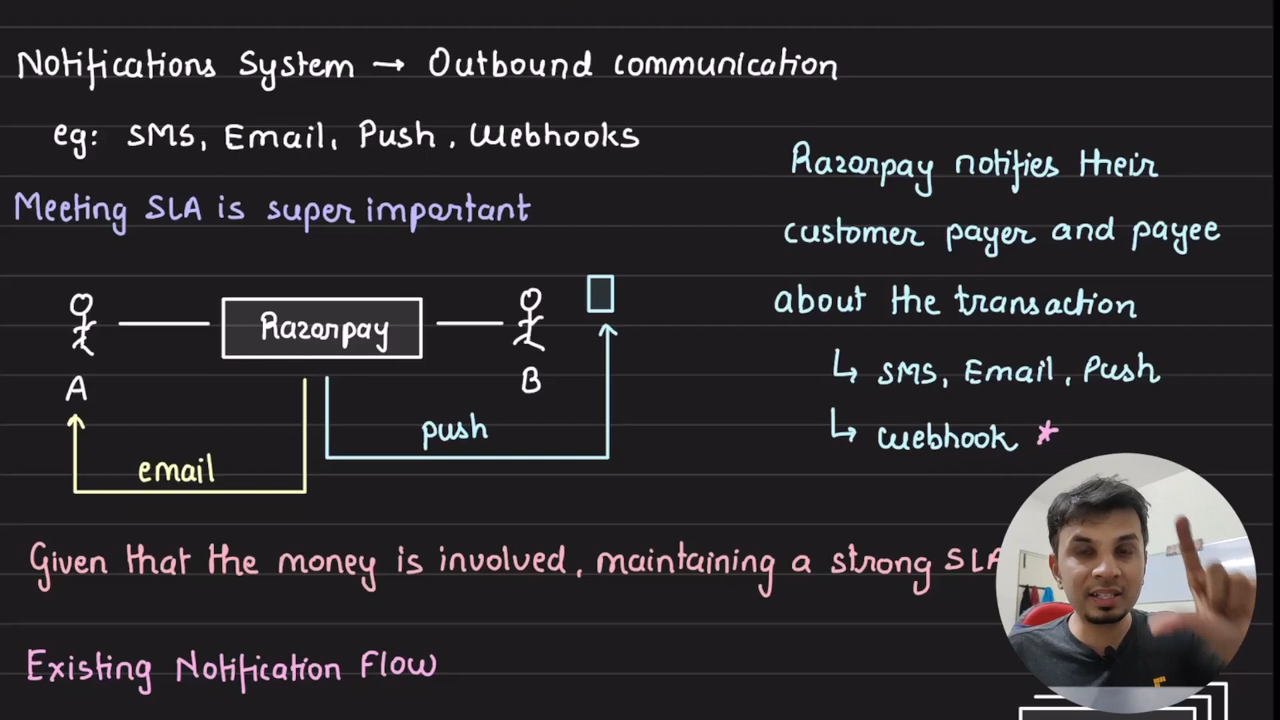 Notifications System → Outbound communication
eg: SMS, Email, Push, Webhooks
Meeting SLA is super important
Razorpay notifies their
customer payer and payee
about the transaction
↳ SMS, Email, Push
↳ Webhook *
Razorpay
A
B
push
email
Given that the money is involved, maintaining a strong SLA
Existing Notification Flow